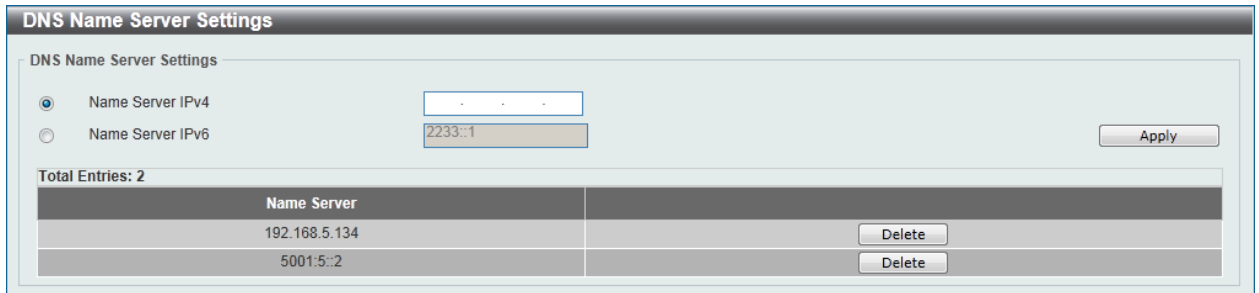 DNS Name Server Settings
DNS Name Server Settings
Name Server IPv4 . . .
Name Server IPv6 2233::1 Apply
Total Entries: 2
Name Server
192.168.5.134 Delete
5001:5::2 Delete